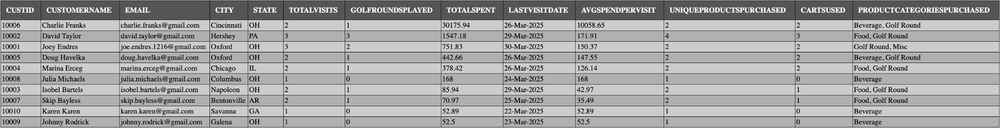 CUSTID CUSTOMERNAME EMAIL CITY STATE TOTALVISITS GOLFROUNDSPLAYED TOTALSPENT LASTVISITDATE AVGSPENDPERVISIT UNIQUEPRODUCTSPURCHASED CARTSUSED PRODUCTCATEGORIESPURCHASED
10006 Charlie Franks charlie.franks@gmail.com Cincinnati OH 2 1 30175.94 26-Mar-2025 10058.65 2 2 Beverage, Golf Round
10002 David Taylor david.taylor@gmail.com Hershey PA 3 3 1547.18 29-Mar-2025 171.91 4 3 Food, Golf Round
10001 Joey Endres joe.endres.1216@gmail.com Oxford OH 3 2 751.83 30-Mar-2025 150.37 2 2 Golf Round, Misc
10005 Doug Havelka doug.havelka@gmail.com Oxford OH 2 1 442.66 26-Mar-2025 147.55 2 2 Beverage, Golf Round
10004 Marina Erceg marina.erceg@gmail.com Chicago IL 2 1 378.42 26-Mar-2025 126.14 2 2 Food, Golf Round
10008 Julia Michaels julia.michaels@gmail.com Columbus OH 1 0 168 24-Mar-2025 168 1 0 Beverage
10003 Isobel Bartels isobel.bartels@gmail.com Napoleon OH 2 1 85.94 29-Mar-2025 42.97 2 1 Food, Golf Round
10007 Skip Bayless skip.bayless@gmail.com Bentonville AR 2 1 70.97 25-Mar-2025 35.49 2 1 Food, Golf Round
10010 Karen Karen karen.karen@gmail.com Savanna GA 1 0 52.89 22-Mar-2025 52.89 1 0 Beverage
10009 Johnny Rodrick johnny.rodrick@gmail.com Galena OH 1 0 52.5 23-Mar-2025 52.5 1 0 Beverage